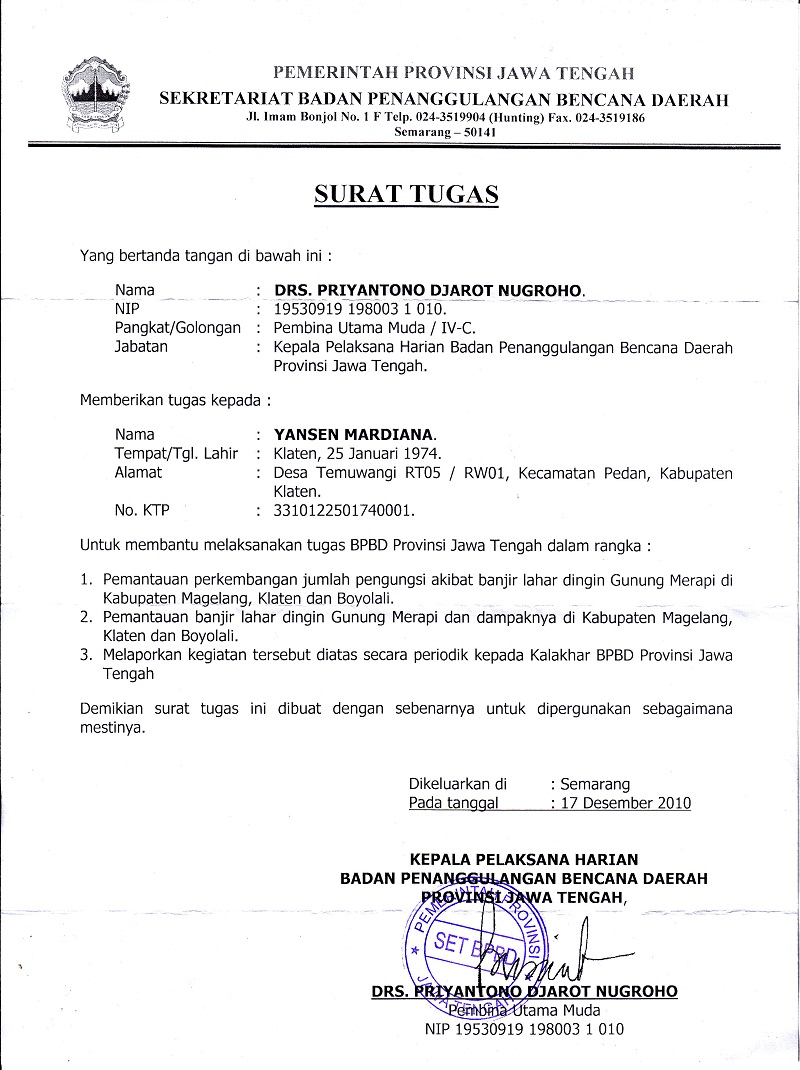 PEMERINTAH PROVINSI JAWA TENGAH
SEKRETARIAT BADAN PENANGGULANGAN BENCANA DAERAH
Jl. Imam Bonjol No. 1 F Telp. 024-3519904 (Hunting) Fax. 024-3519186
Semarang – 50141
SURAT TUGAS
Yang bertanda tangan di bawah ini :
Nama : DRS. PRIYANTONO DJAROT NUGROHO.
NIP : 19530919 198003 1 010.
Pangkat/Golongan : Pembina Utama Muda / IV-C.
Jabatan : Kepala Pelaksana Harian Badan Penanggulangan Bencana Daerah
Provinsi Jawa Tengah.
Memberikan tugas kepada :
Nama : YANSEN MARDIANA.
Tempat/Tgl. Lahir : Klaten, 25 Januari 1974.
Alamat : Desa Temuwangi RT05 / RW01, Kecamatan Pedan, Kabupaten
Klaten.
No. KTP : 3310122501740001.
Untuk membantu melaksanakan tugas BPBD Provinsi Jawa Tengah dalam rangka :
1. Pemantauan perkembangan jumlah pengungsi akibat banjir lahar dingin Gunung Merapi di
Kabupaten Magelang, Klaten dan Boyolali.
2. Pemantauan banjir lahar dingin Gunung Merapi dan dampaknya di Kabupaten Magelang,
Klaten dan Boyolali.
3. Melaporkan kegiatan tersebut diatas secara periodik kepada Kalakhar BPBD Provinsi Jawa
Tengah
Demikian surat tugas ini dibuat dengan sebenarnya untuk dipergunakan sebagaimana
mestinya.
Dikeluarkan di : Semarang
Pada tanggal : 17 Desember 2010
KEPALA PELAKSANA HARIAN
BADAN PENANGGULANGAN BENCANA DAERAH
PROVINSI JAWA TENGAH,
PEMERINTAH PROVINSI
SET BPBD
JAWA TENGAH
DRS. PRIYANTONO DJAROT NUGROHO
Pembina Utama Muda
NIP 19530919 198003 1 010